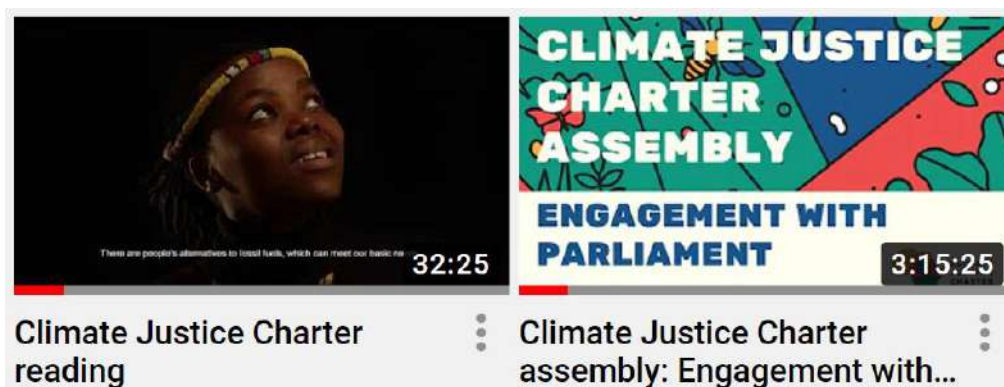 There are people's alternatives to fossil fuels, which can meet our basic ne
32:25
Climate Justice Charter
reading
CLIMATE JUSTICE
CHARTER
ASSEMBLY
ENGAGEMENT WITH
PARLIAMENT
3:15:25
CHARTER
Climate Justice Charter
assembly: Engagement with...